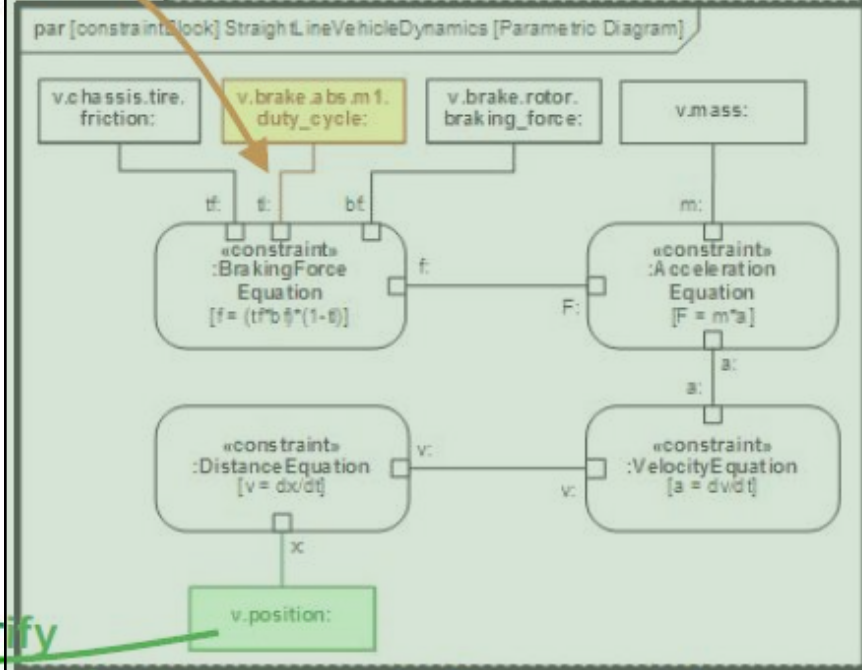 par [constraintBlock] StraightLineVehicleDynamics [Parametric Diagram]
v.chassis.tire.
friction:
v.brake.abs.m1.
duty_cycle:
v.brake.rotor.
braking_force:
v.mass:
tf:
tl:
bf:
m:
«constraint»
:BrakingForce
Equation
[f = (tf*bf)*(1-tl)]
f:
F:
«constraint»
:Acceleration
Equation
[F = m*a]
a:
a:
«constraint»
:DistanceEquation
[v = dx/dt]
v:
v:
«constraint»
:VelocityEquation
[a = dv/dt]
x:
v.position:
ify